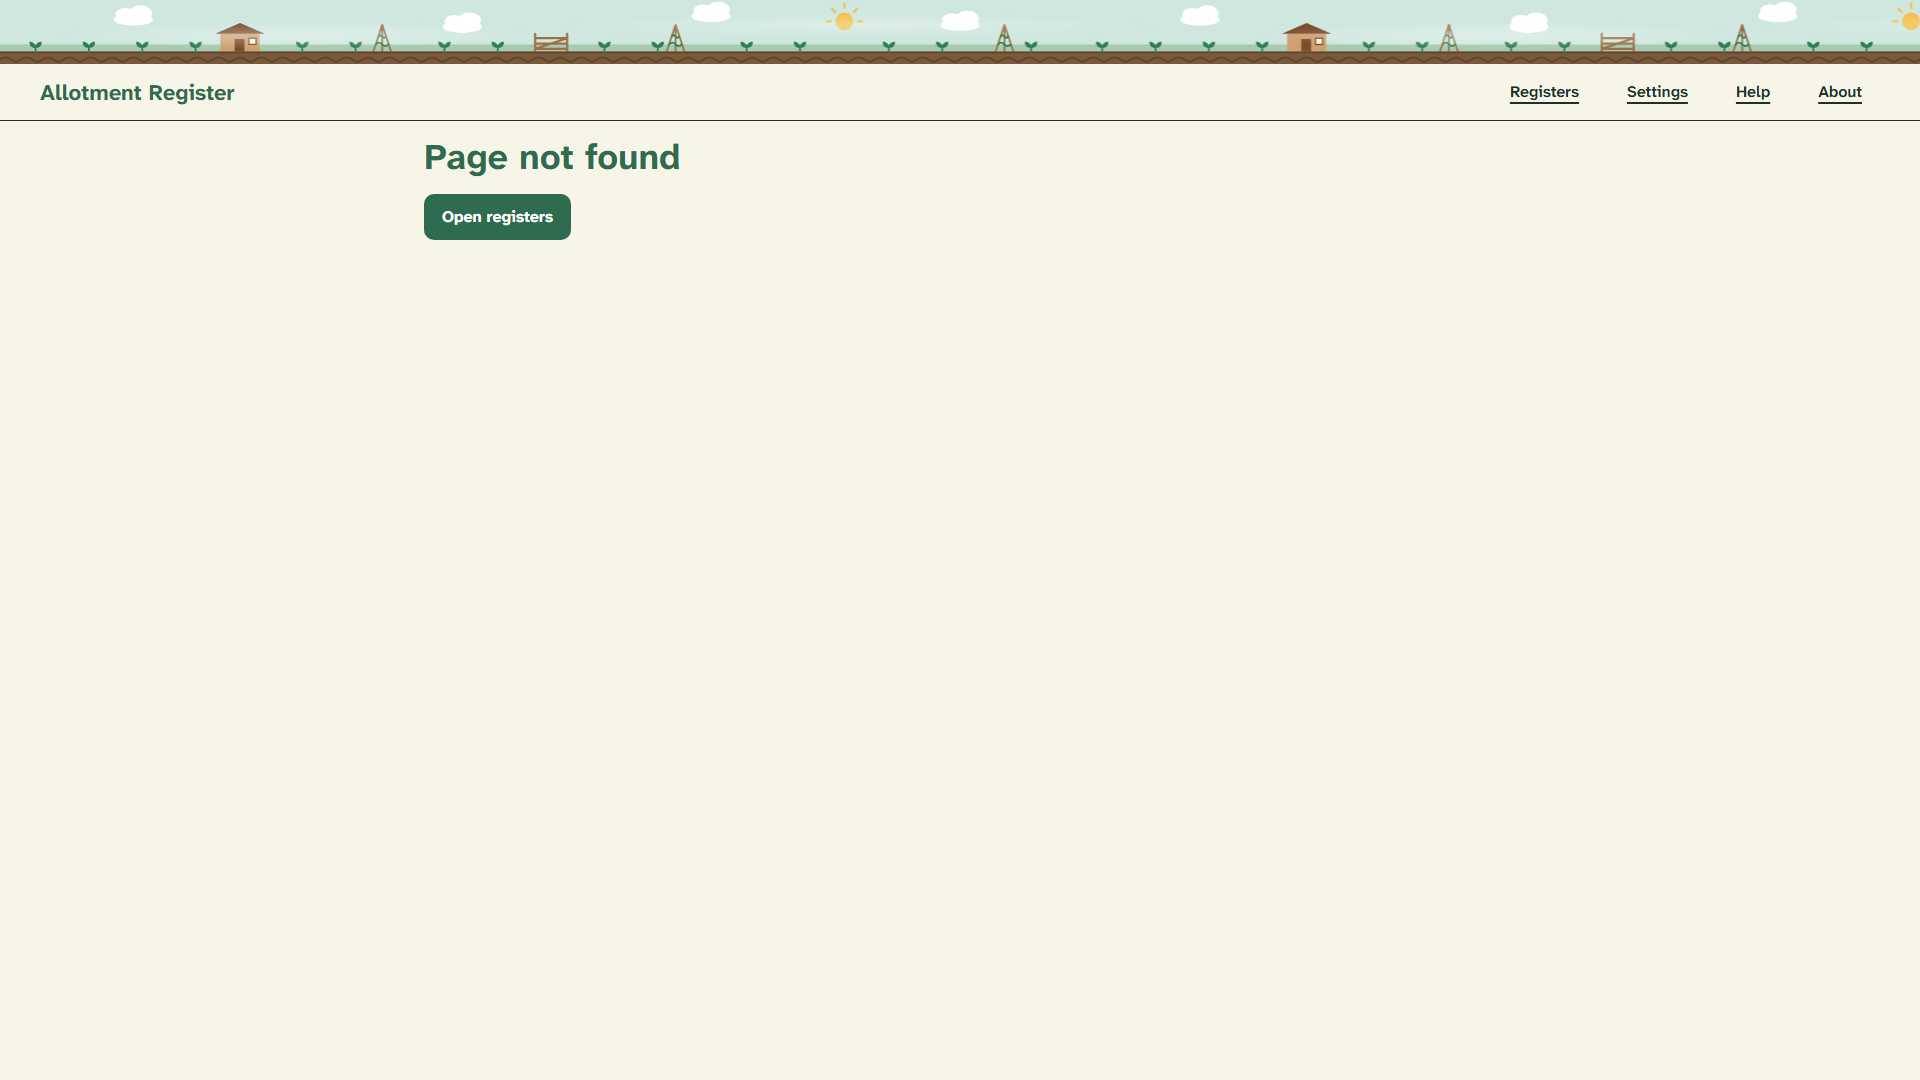 Allotment Register
Registers
Settings
Help
About
Page not found
Open registers